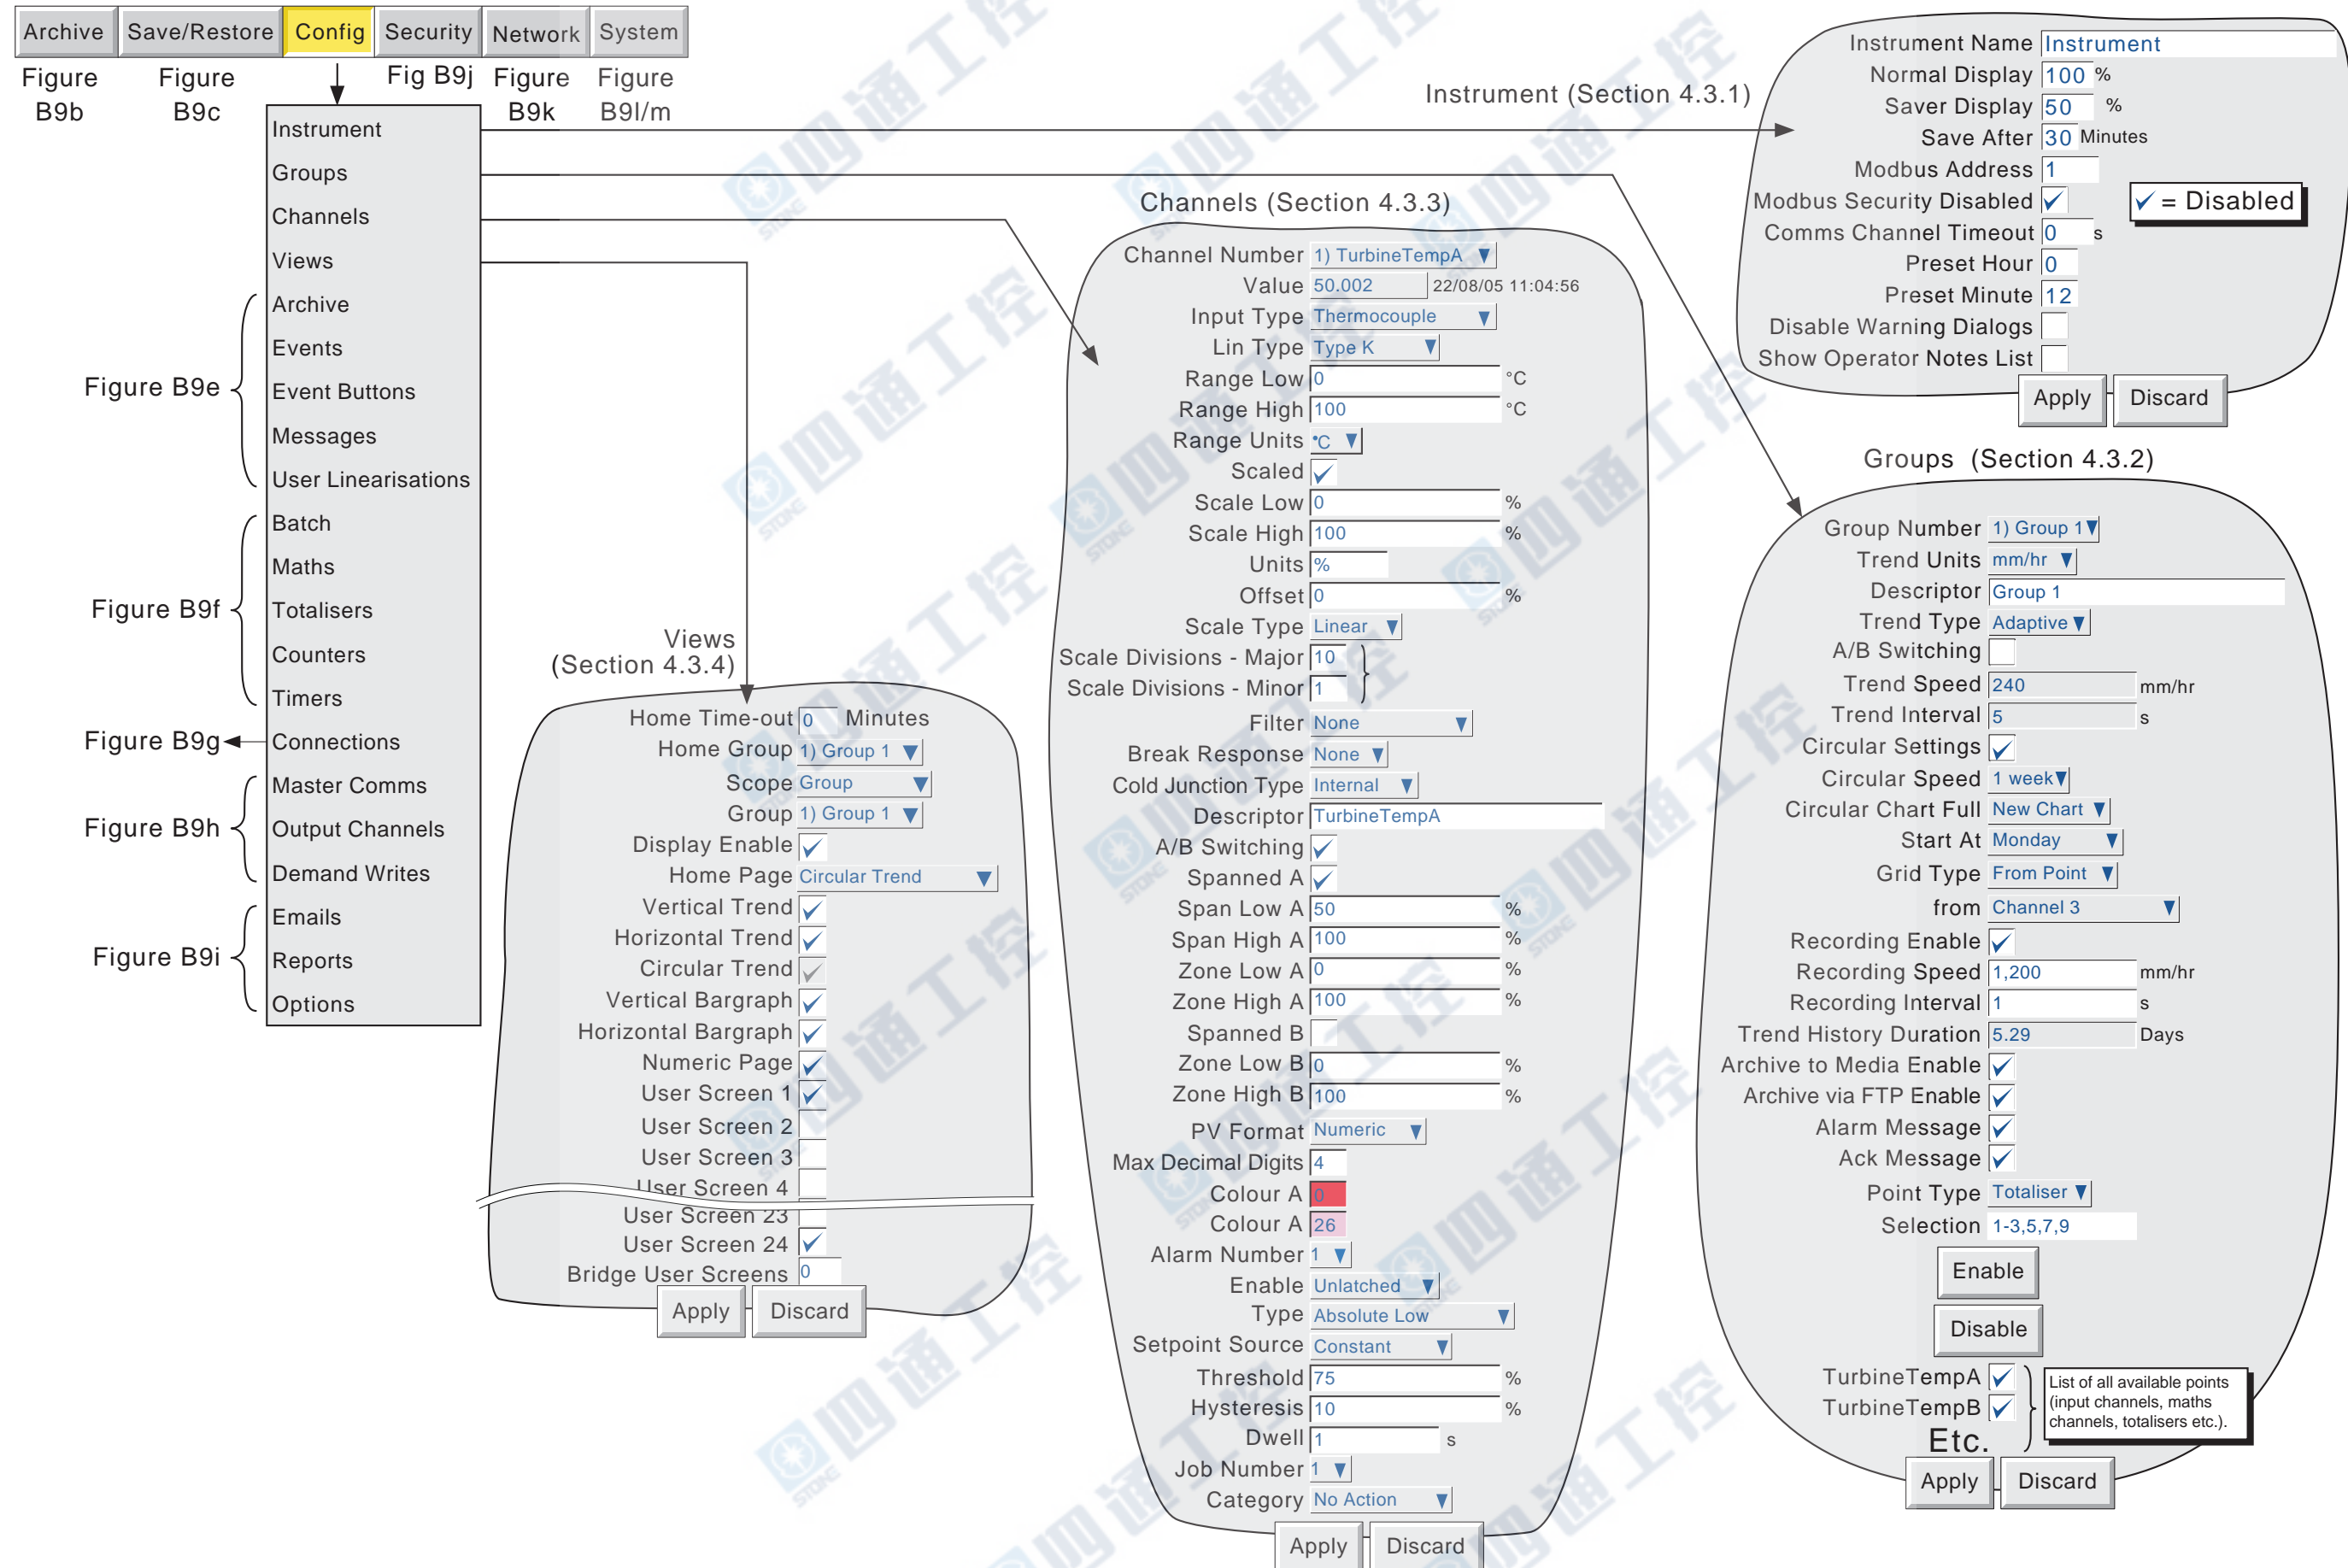 Archive Save/Restore Config Security Network System
Figure B9b
Figure B9c
Fig B9j
Figure B9k
Figure B9l/m
Instrument
Groups
Channels
Views
Archive
Events
Event Buttons
Messages
User Linearisations
Batch
Maths
Totalisers
Counters
Timers
Connections
Master Comms
Output Channels
Demand Writes
Emails
Reports
Options
Figure B9e
Figure B9f
Figure B9g
Figure B9h
Figure B9i
Views
(Section 4.3.4)
Home Time-out 0 Minutes
Home Group 1) Group 1
Scope Group
Group 1) Group 1
Display Enable
Home Page Circular Trend
Vertical Trend
Horizontal Trend
Circular Trend
Vertical Bargraph
Horizontal Bargraph
Numeric Page
User Screen 1
User Screen 2
User Screen 3
User Screen 4
User Screen 23
User Screen 24
Bridge User Screens 0
Apply Discard
Channels (Section 4.3.3)
Channel Number 1) TurbineTempA
Value 50.002 22/08/05 11:04:56
Input Type Thermocouple
Lin Type Type K
Range Low 0 °C
Range High 100 °C
Range Units °C
Scaled
Scale Low 0 %
Scale High 100 %
Units %
Offset 0 %
Scale Type Linear
Scale Divisions - Major 10
Scale Divisions - Minor 1
Filter None
Break Response None
Cold Junction Type Internal
Descriptor TurbineTempA
A/B Switching
Spanned A
Span Low A 50 %
Span High A 100 %
Zone Low A 0 %
Zone High A 100 %
Spanned B
Zone Low B 0 %
Zone High B 100 %
PV Format Numeric
Max Decimal Digits 4
Colour A 0
Colour A 26
Alarm Number 1
Enable Unlatched
Type Absolute Low
Setpoint Source Constant
Threshold 75 %
Hysteresis 10 %
Dwell 1 s
Job Number 1
Category No Action
Apply Discard
Instrument (Section 4.3.1)
Instrument Name Instrument
Normal Display 100 %
Saver Display 50 %
Save After 30 Minutes
Modbus Address 1
Modbus Security Disabled
✓ = Disabled
Comms Channel Timeout 0 s
Preset Hour 0
Preset Minute 12
Disable Warning Dialogs
Show Operator Notes List
Apply Discard
Groups (Section 4.3.2)
Group Number 1) Group 1
Trend Units mm/hr
Descriptor Group 1
Trend Type Adaptive
A/B Switching
Trend Speed 240 mm/hr
Trend Interval 5 s
Circular Settings
Circular Speed 1 week
Circular Chart Full New Chart
Start At Monday
Grid Type From Point
from Channel 3
Recording Enable
Recording Speed 1,200 mm/hr
Recording Interval 1 s
Trend History Duration 5.29 Days
Archive to Media Enable
Archive via FTP Enable
Alarm Message
Ack Message
Point Type Totaliser
Selection 1-3,5,7,9
Enable
Disable
TurbineTempA
TurbineTempB
Etc.
List of all available points
(input channels, maths
channels, totalisers etc.).
Apply Discard
四通工控
STONE